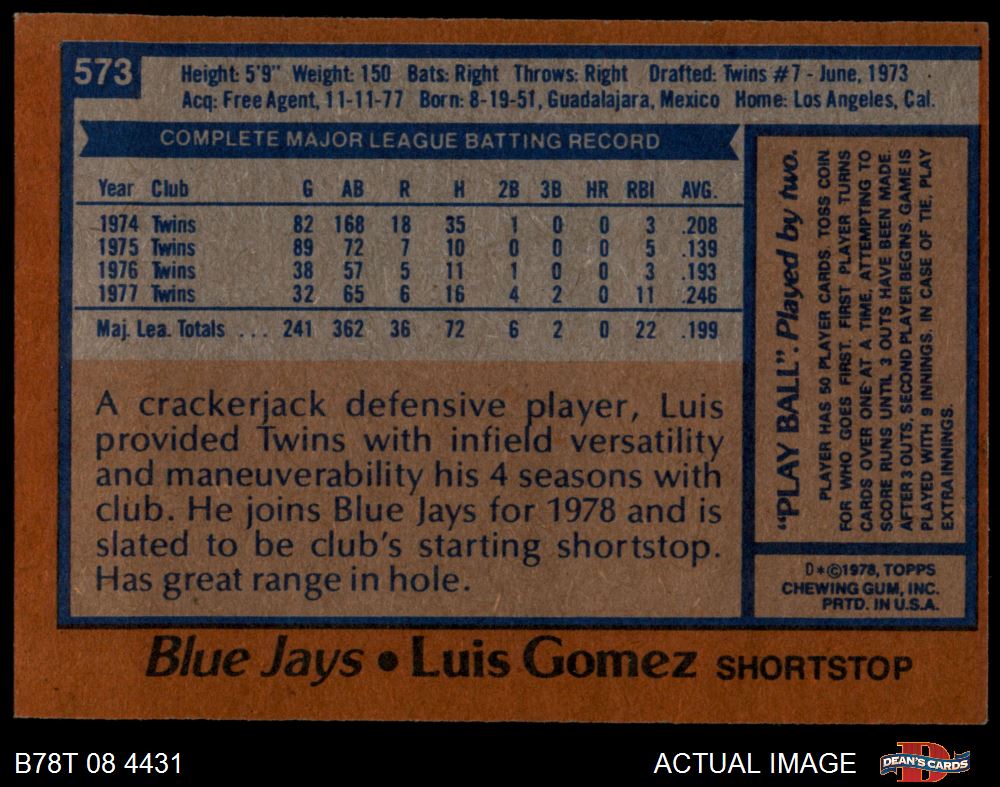 573
Height: 5'9" Weight: 150 Bats: Right Throws: Right Drafted: Twins #7 - June, 1973
Acq: Free Agent, 11-11-77 Born: 8-19-51, Guadalajara, Mexico Home: Los Angeles, Cal.
COMPLETE MAJOR LEAGUE BATTING RECORD
Year Club G AB R H 2B 3B HR RBI AVG.
1974 Twins 82 168 18 35 1 0 0 3 .208
1975 Twins 89 72 7 10 0 0 0 5 .139
1976 Twins 38 57 5 11 1 0 0 3 .193
1977 Twins 32 65 6 16 4 2 0 11 .246
Maj. Lea. Totals ... 241 362 36 72 6 2 0 22 .199
A crackerjack defensive player, Luis
provided Twins with infield versatility
and maneuverability his 4 seasons with
club. He joins Blue Jays for 1978 and is
slated to be club's starting shortstop.
Has great range in hole.
"PLAY BALL". Played by two.
PLAYER HAS 50 PLAYER CARDS. TOSS COIN
FOR WHO GOES FIRST. FIRST PLAYER TURNS
CARDS OVER ONE AT A TIME, ATTEMPTING TO
SCORE RUNS UNTIL 3 OUTS HAVE BEEN MADE.
AFTER 3 OUTS, SECOND PLAYER BEGINS. GAME IS
PLAYED WITH 9 INNINGS. IN CASE OF TIE, PLAY
EXTRA INNINGS.
D*©1978, TOPPS
CHEWING GUM, INC.
PRTD. IN U.S.A.
Blue Jays • Luis Gomez SHORTSTOP
B78T 08 4431 ACTUAL IMAGE DEAN'S CARDS